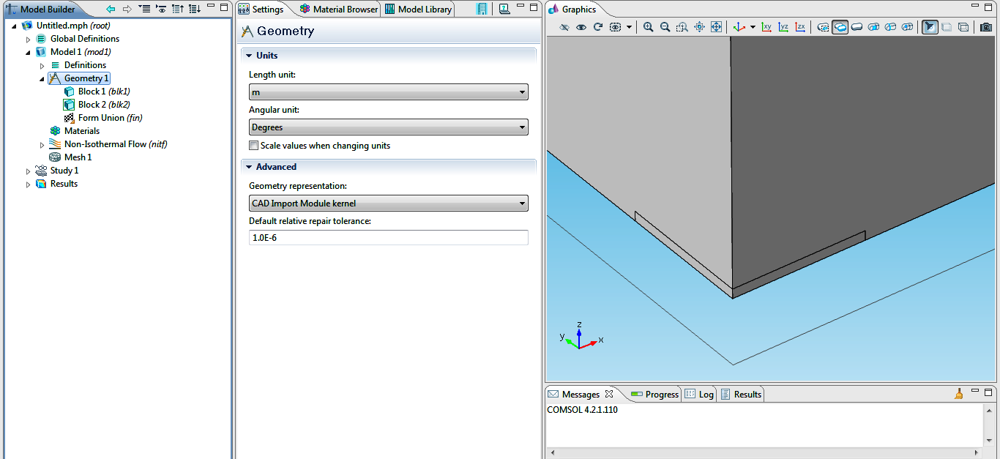 Model Builder
Untitled.mph (root)
Global Definitions
Model 1 (mod1)
Definitions
Geometry 1
Block 1 (blk1)
Block 2 (blk2)
Form Union (fin)
Materials
Non-Isothermal Flow (nitf)
Mesh 1
Study 1
Results
Settings
Material Browser
Model Library
Geometry
Units
Length unit:
m
Angular unit:
Degrees
Scale values when changing units
Advanced
Geometry representation:
CAD Import Module kernel
Default relative repair tolerance:
1.0E-6
Graphics
xy
yz
zx
z
y
x
Messages
Progress
Log
Results
COMSOL 4.2.1.110